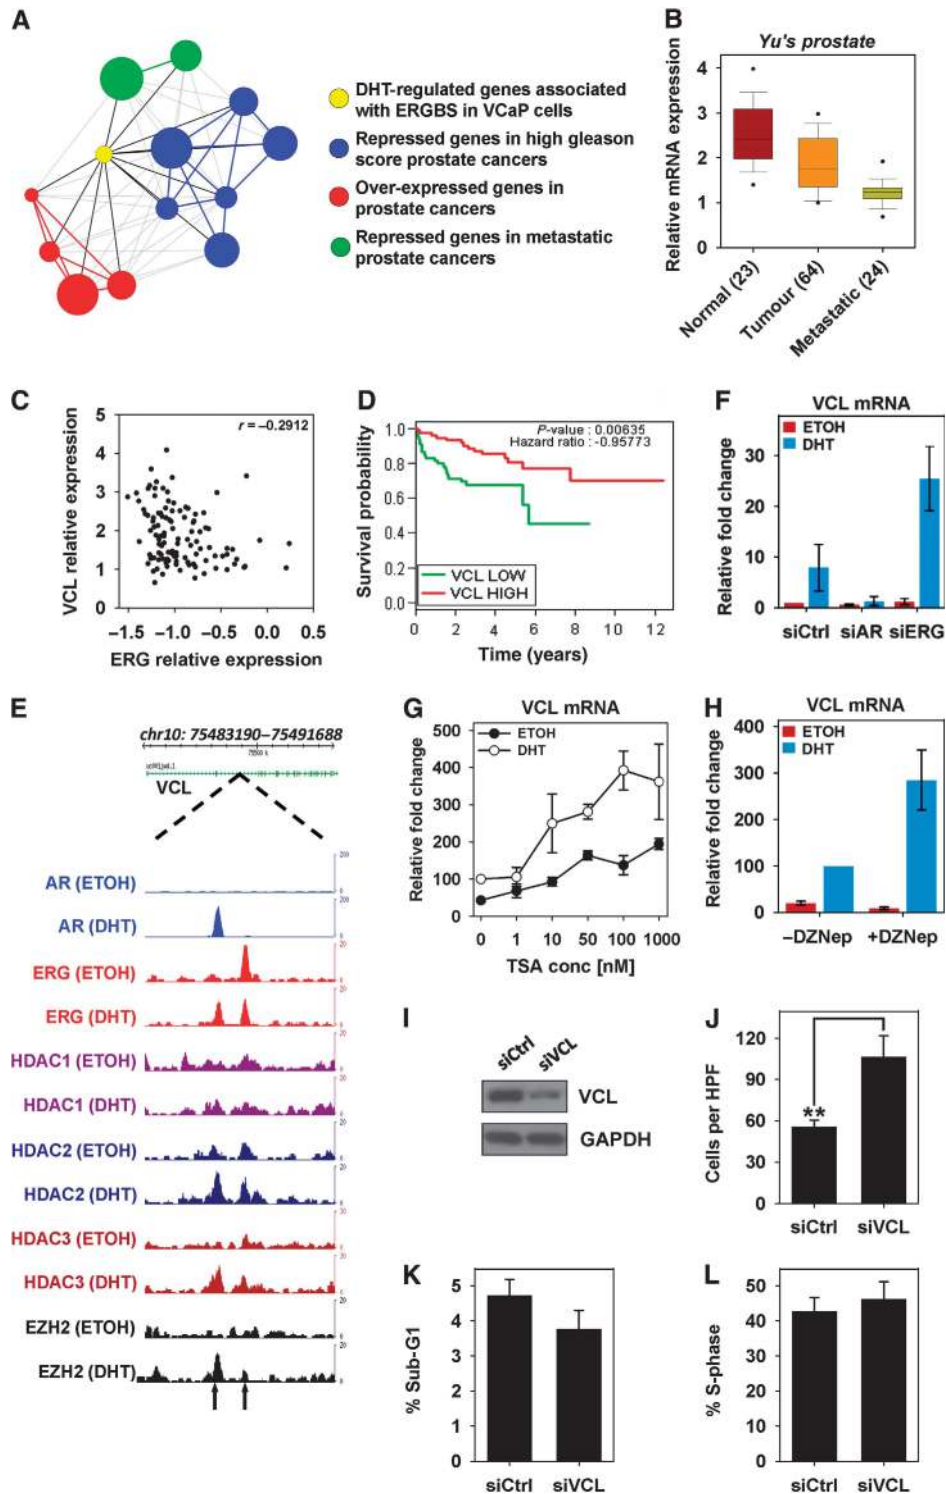 A
DHT-regulated genes associated
with ERGBS in VCaP cells
Repressed genes in high gleason
score prostate cancers
Over-expressed genes in
prostate cancers
Repressed genes in metastatic
prostate cancers
B
Yu's prostate
Relative mRNA expression
4
3
2
1
0
Normal (23)
Tumour (64)
Metastatic (24)
C
VCL relative expression
5
4
3
2
1
0
r = –0.2912
–1.5 –1.0 –0.5 0.0 0.5
ERG relative expression
D
Survival probability
1.0
0.8
0.6
0.4
0.2
0.0
P-value : 0.00635
Hazard ratio : -0.95773
VCL LOW
VCL HIGH
0 2 4 6 8 10 12
Time (years)
F
VCL mRNA
ETOH
DHT
Relative fold change
30
20
10
0
siCtrl siAR siERG
E
chr10: 75483190–75491688
VCL
AR (ETOH)
AR (DHT)
ERG (ETOH)
ERG (DHT)
HDAC1 (ETOH)
HDAC1 (DHT)
HDAC2 (ETOH)
HDAC2 (DHT)
HDAC3 (ETOH)
HDAC3 (DHT)
EZH2 (ETOH)
EZH2 (DHT)
G
VCL mRNA
ETOH
DHT
Relative fold change
500
400
300
200
100
0
0 1 10 50 100 1000
TSA conc [nM]
H
VCL mRNA
ETOH
DHT
Relative fold change
400
300
200
100
0
–DZNep +DZNep
I
siCtrl
siVCL
VCL
GAPDH
J
Cells per HPF
120
90
60
30
0
**
siCtrl siVCL
K
% Sub-G1
5
4
3
2
1
0
siCtrl siVCL
L
% S-phase
50
40
30
20
10
0
siCtrl siVCL